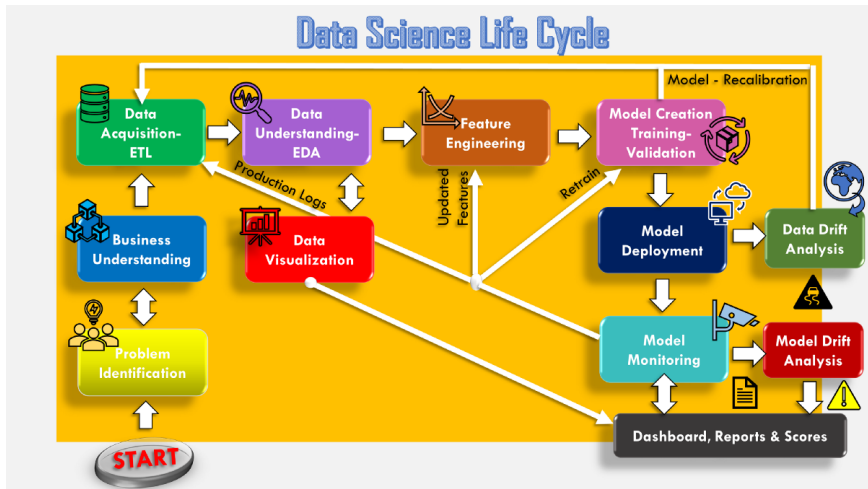 Data Science Life Cycle
Model - Recalibration
Data
Acquisition-
ETL
Data
Understanding-
EDA
Feature
Engineering
Model Creation
Training-
Validation
Production Logs
Updated
Features
Retrain
Business
Understanding
Data
Visualization
Model
Deployment
Data Drift
Analysis
Problem
Identification
Model
Monitoring
Model Drift
Analysis
Dashboard, Reports & Scores
START